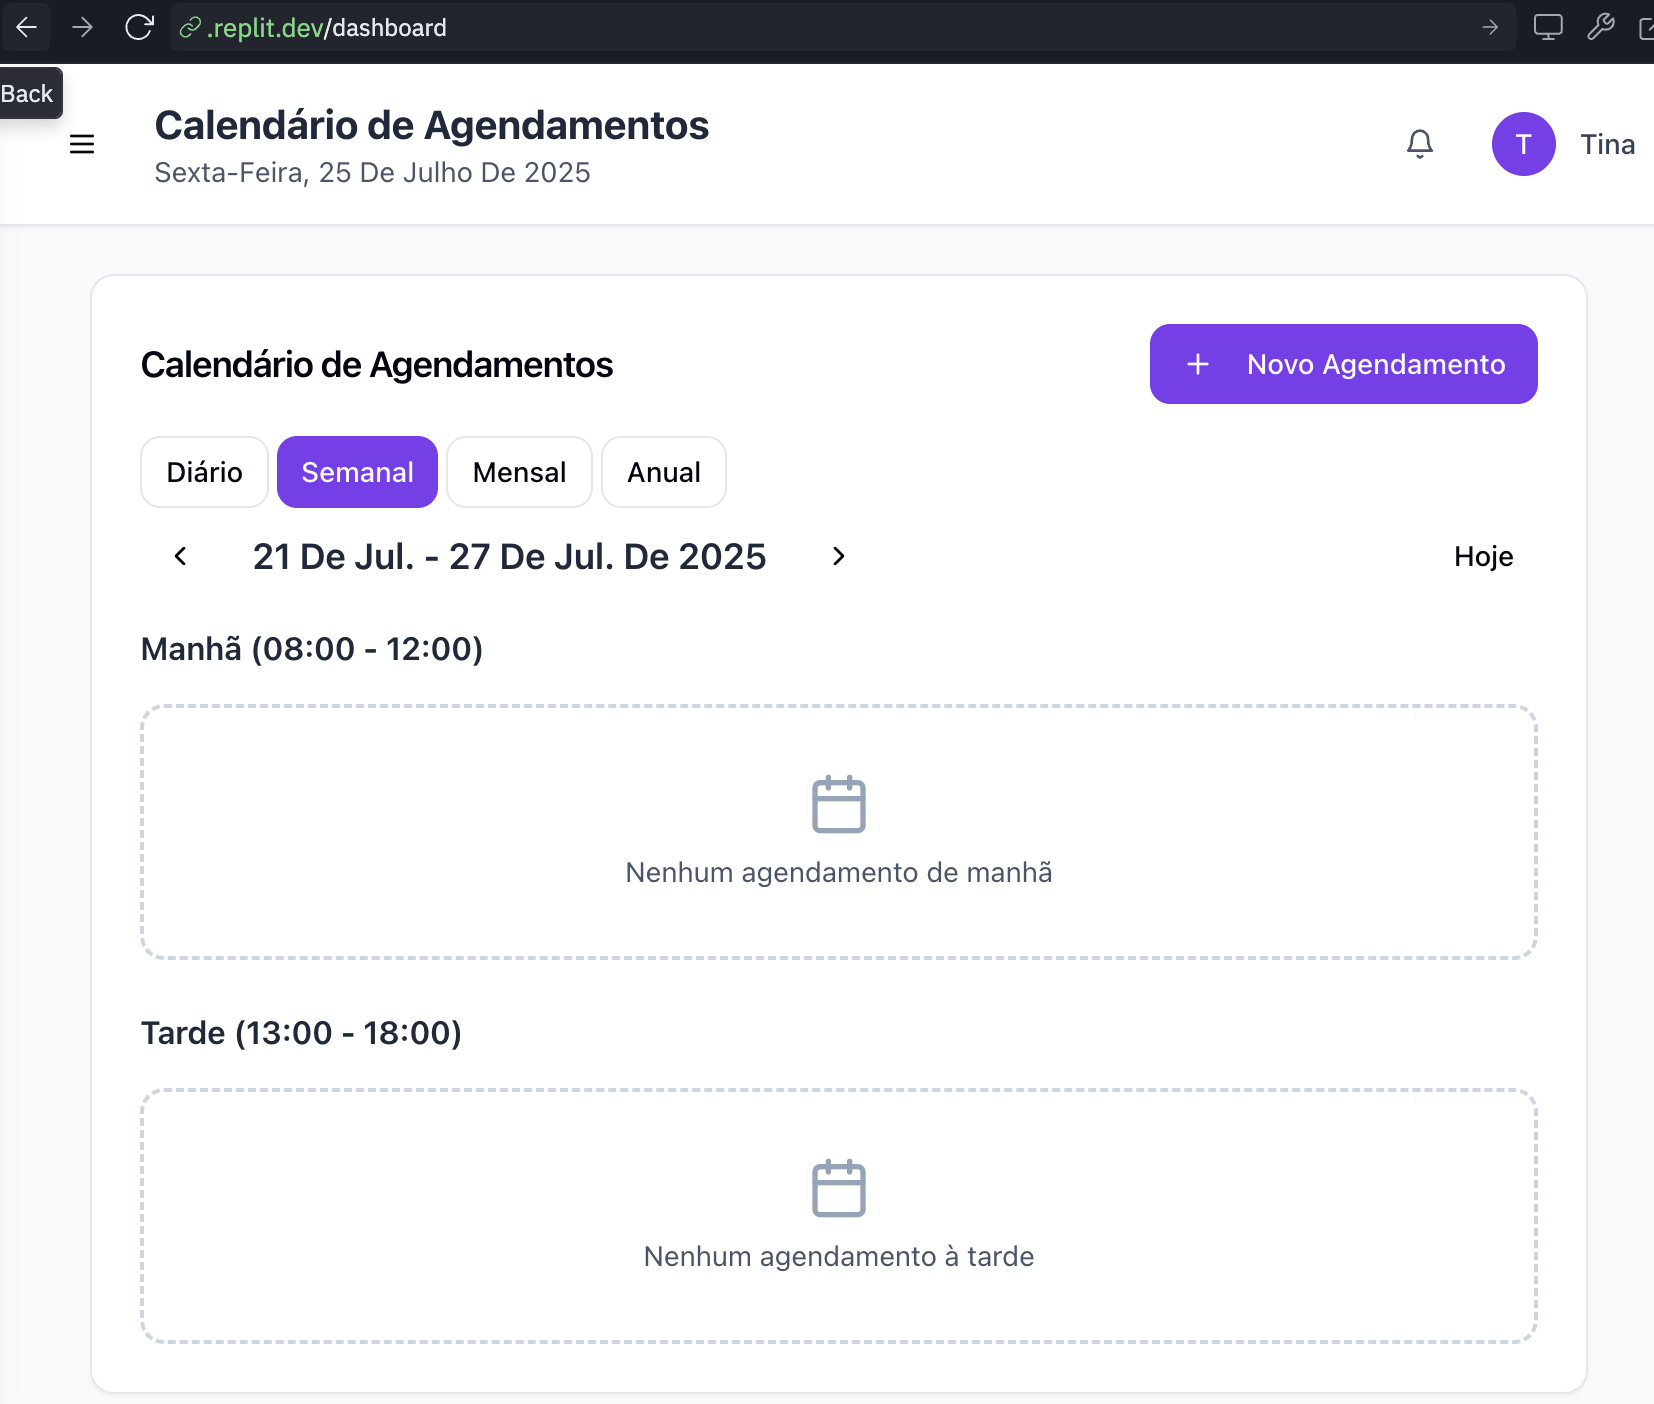 .replit.dev/dashboard
Back
Calendário de Agendamentos
Sexta-Feira, 25 De Julho De 2025
T
Tina
Calendário de Agendamentos
+ Novo Agendamento
Diário
Semanal
Mensal
Anual
21 De Jul. - 27 De Jul. De 2025
Hoje
Manhã (08:00 - 12:00)
Nenhum agendamento de manhã
Tarde (13:00 - 18:00)
Nenhum agendamento à tarde